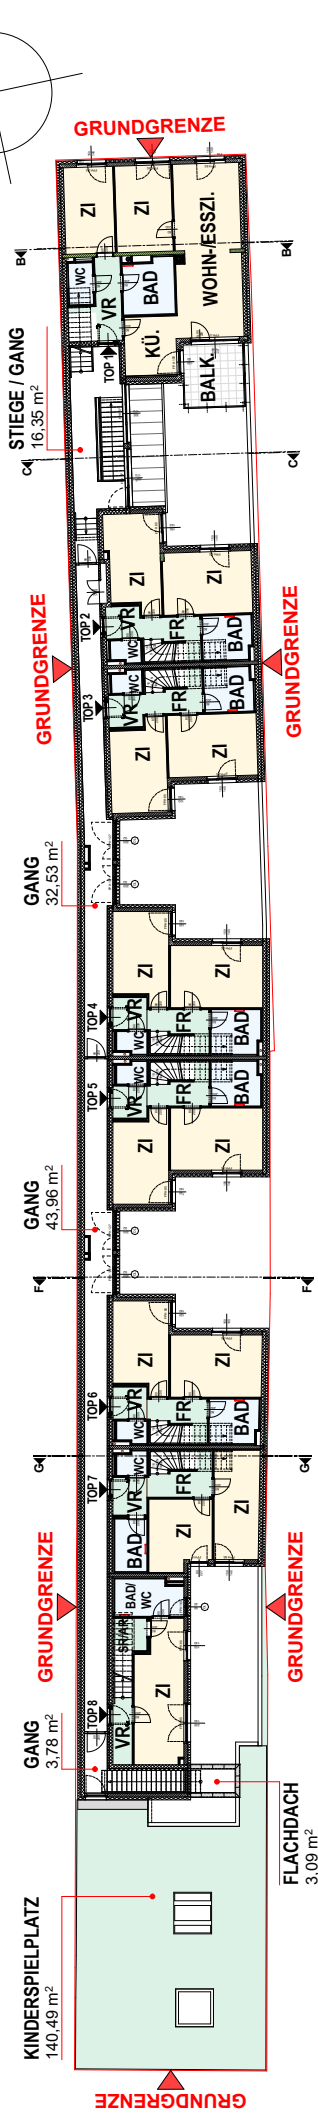 GRUNDGRENZE
ZI
ZI
WOHN-/ESSZI.
B
B
WC
VR
BAD
KÜ.
TOP 1
BALK.
STIEGE / GANG
16,35 m²
C
C
ZI
ZI
TOP 2
VR
WC
FR
BAD
GRUNDGRENZE
GRUNDGRENZE
TOP 3
WC
VR
FR
BAD
ZI
ZI
GANG
32,53 m²
ZI
ZI
TOP 4
VR
WC
FR
BAD
TOP 5
WC
VR
FR
BAD
ZI
ZI
GANG
43,96 m²
F
F
ZI
ZI
TOP 6
VR
WC
FR
BAD
G
G
TOP 7
WC
VR
FR
BAD
ZI
ZI
GRUNDGRENZE
GRUNDGRENZE
BAD/
WC
SR/AR
TOP 8
VR
ZI
GANG
3,78 m²
FLACHDACH
3,09 m²
KINDERSPIELPLATZ
140,49 m²
GRUNDGRENZE